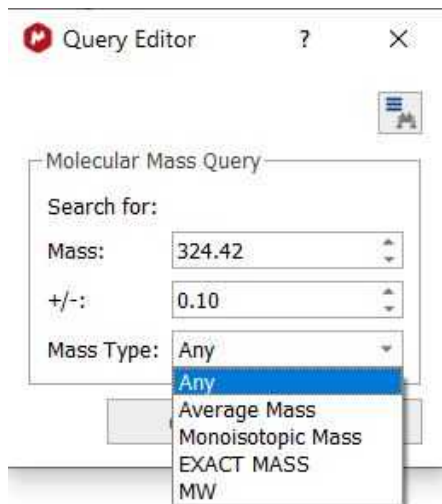 Query Editor ? ×
Molecular Mass Query
Search for:
Mass: 324.42
+/-: 0.10
Mass Type: Any
Any
Average Mass
Monoisotopic Mass
EXACT MASS
MW